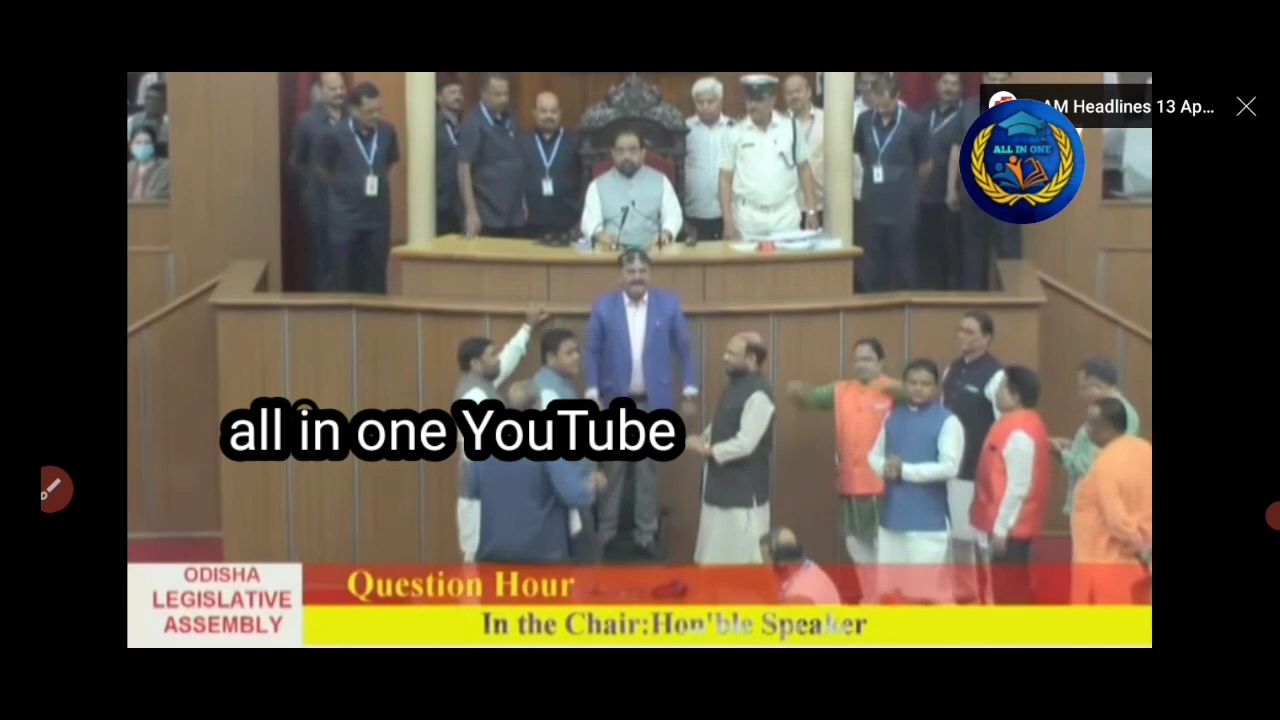 AM Headlines 13 Ap...
ALL IN ONE
all in one YouTube
ODISHA
LEGISLATIVE
ASSEMBLY
Question Hour
In the Chair:Hon'ble Speaker